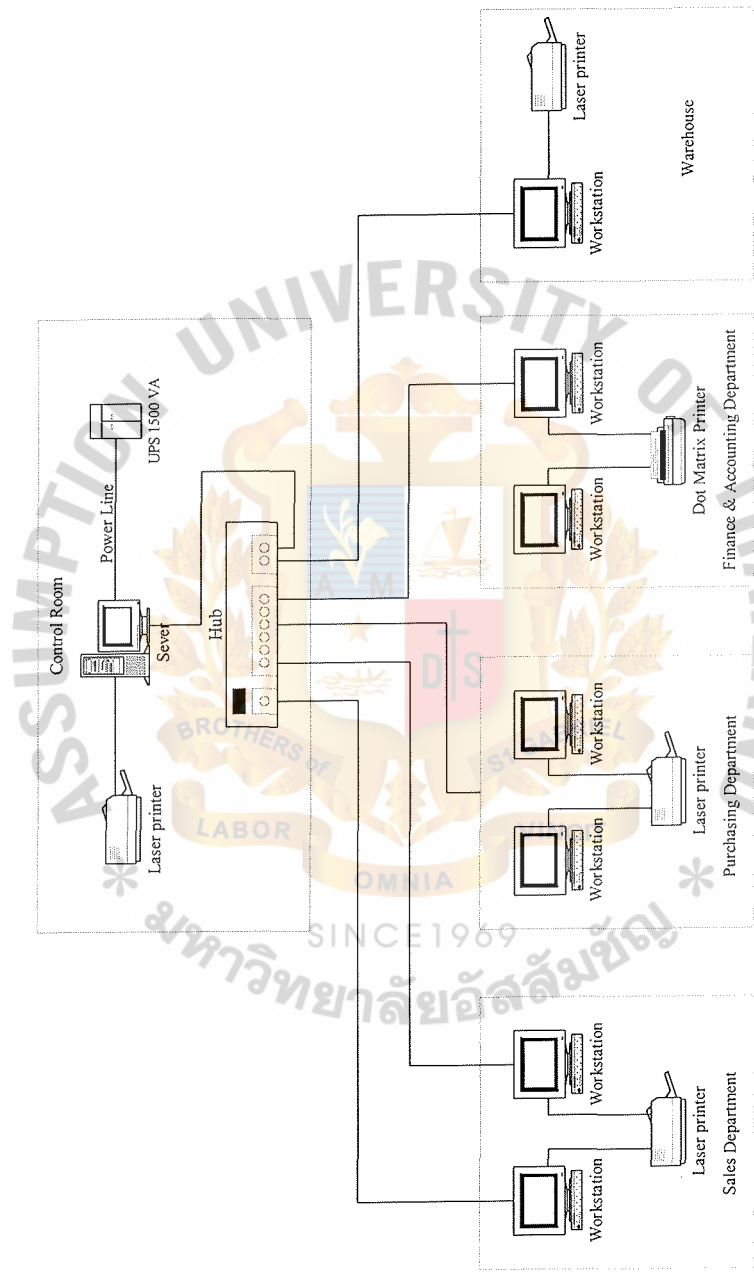 Control Room
Laser printer
Sever
Power Line
UPS 1500 VA
Hub
Workstation
Workstation
Laser printer
Sales Department
Workstation
Workstation
Laser printer
Purchasing Department
Workstation
Workstation
Dot Matrix Printer
Finance & Accounting Department
Workstation
Laser printer
Warehouse
ASSUMPTION UNIVERSITY
A M
D S
BROTHERS of
ST GABRIEL
LABOR
OMNIA
SINCE 1969
มหาวิทยาลัยอัสสัมชัญ